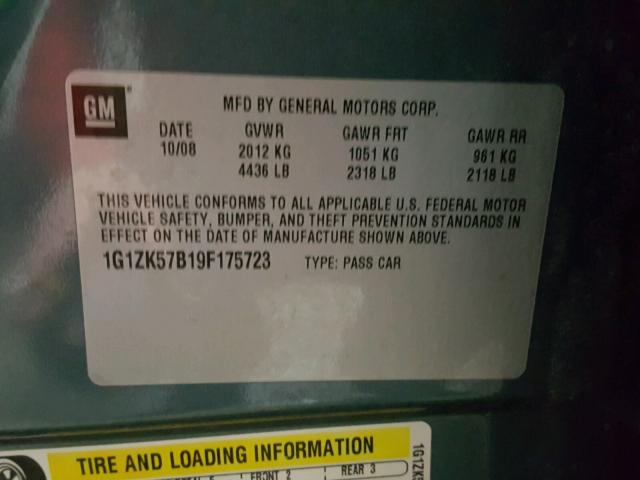 GM
MFD BY GENERAL MOTORS CORP.
DATE GVWR GAWR FRT GAWR RR
10/08 2012 KG 1051 KG 961 KG
4436 LB 2318 LB 2118 LB
THIS VEHICLE CONFORMS TO ALL APPLICABLE U.S. FEDERAL MOTOR
VEHICLE SAFETY, BUMPER, AND THEFT PREVENTION STANDARDS IN
EFFECT ON THE DATE OF MANUFACTURE SHOWN ABOVE.
1G1ZK57B19F175723 TYPE: PASS CAR
TIRE AND LOADING INFORMATION
FRONT 2 REAR 3
1G1ZK5